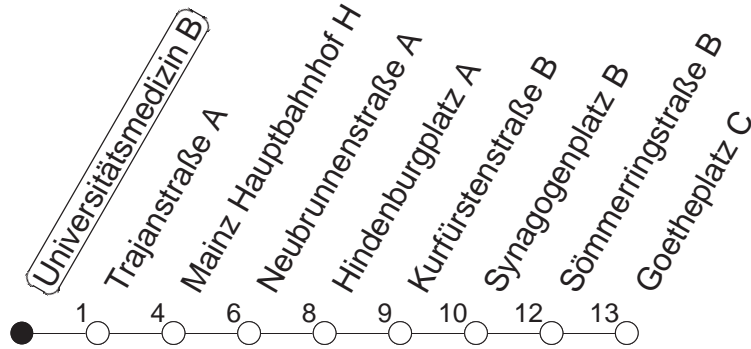 Universitätsmedizin B
Trajanstraße A
Mainz Hauptbahnhof H
Neubrunnenstraße A
Hindenburgplatz A
Kurfürstenstraße B
Synagogenplatz B
Sömmerringstraße B
Goetheplatz C
1 4 6 8 9 10 12 13